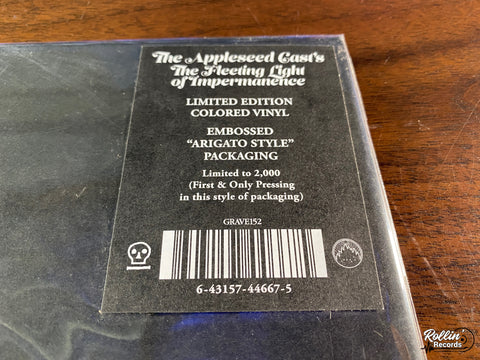 The Appleseed Cast's
The Fleeting Light
of Impermanence
LIMITED EDITION
COLORED VINYL
EMBOSSED
“ARIGATO STYLE”
PACKAGING
Limited to 2,000
(First & Only Pressing
in this style of packaging)
GRAVE152
6-43157-44667-5
Rollin'
Records